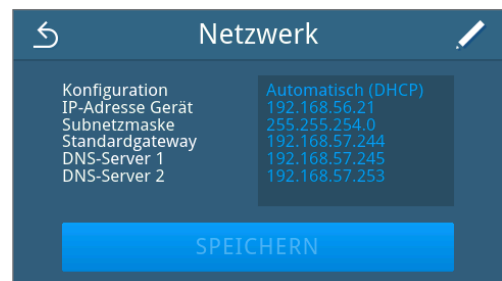 Netzwerk
Konfiguration Automatisch (DHCP)
IP-Adresse Gerät 192.168.56.21
Subnetzmaske 255.255.254.0
Standardgateway 192.168.57.244
DNS-Server 1 192.168.57.245
DNS-Server 2 192.168.57.253
SPEICHERN